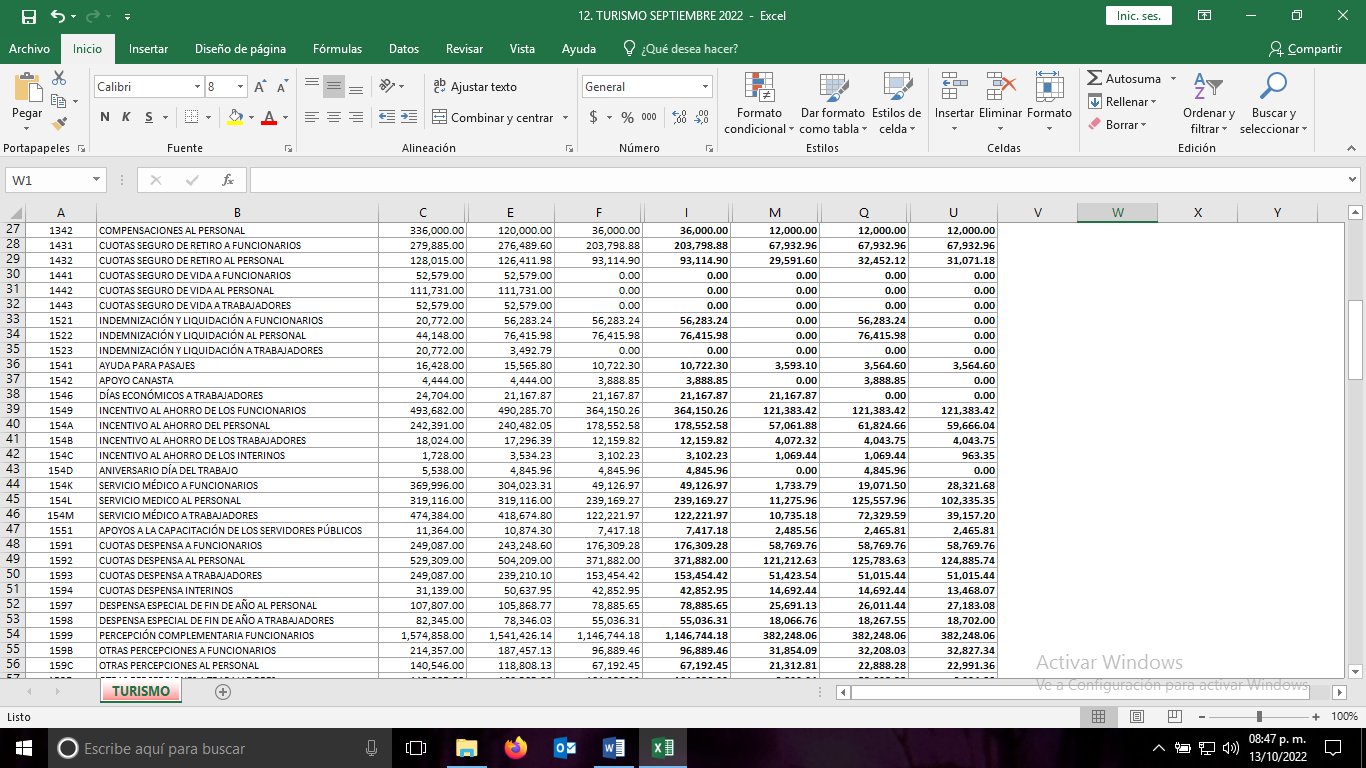 12. TURISMO SEPTIEMBRE 2022 - Excel
Inic. ses.
Archivo Inicio Insertar Diseño de página Fórmulas Datos Revisar Vista Ayuda ¿Qué desea hacer? Compartir
Pegar
Calibri 8
Ajustar texto
General
Formato condicional
Dar formato como tabla
Estilos de celda
Insertar Eliminar Formato
Autosuma
Rellenar
Borrar
Ordenar y filtrar
Buscar y seleccionar
N K S
Combinar y centrar
$ % 000
Portapapeles Fuente Alineación Número Estilos Celdas Edición
W1 fx
A B C E F I M Q U V W X Y
27 1342 COMPENSACIONES AL PERSONAL 336,000.00 120,000.00 36,000.00 36,000.00 12,000.00 12,000.00 12,000.00
28 1431 CUOTAS SEGURO DE RETIRO A FUNCIONARIOS 279,885.00 276,489.60 203,798.88 203,798.88 67,932.96 67,932.96 67,932.96
29 1432 CUOTAS SEGURO DE RETIRO AL PERSONAL 128,015.00 126,411.98 93,114.90 93,114.90 29,591.60 32,452.12 31,071.18
30 1441 CUOTAS SEGURO DE VIDA A FUNCIONARIOS 52,579.00 52,579.00 0.00 0.00 0.00 0.00 0.00
31 1442 CUOTAS SEGURO DE VIDA AL PERSONAL 111,731.00 111,731.00 0.00 0.00 0.00 0.00 0.00
32 1443 CUOTAS SEGURO DE VIDA A TRABAJADORES 52,579.00 52,579.00 0.00 0.00 0.00 0.00 0.00
33 1521 INDEMNIZACIÓN Y LIQUIDACIÓN A FUNCIONARIOS 20,772.00 56,283.24 56,283.24 56,283.24 0.00 56,283.24 0.00
34 1522 INDEMNIZACIÓN Y LIQUIDACIÓN AL PERSONAL 44,148.00 76,415.98 76,415.98 76,415.98 0.00 76,415.98 0.00
35 1523 INDEMNIZACIÓN Y LIQUIDACIÓN A TRABAJADORES 20,772.00 3,492.79 0.00 0.00 0.00 0.00 0.00
36 1541 AYUDA PARA PASAJES 16,428.00 15,565.80 10,722.30 10,722.30 3,593.10 3,564.60 3,564.60
37 1542 APOYO CANASTA 4,444.00 4,444.00 3,888.85 3,888.85 0.00 3,888.85 0.00
38 1546 DÍAS ECONÓMICOS A TRABAJADORES 24,704.00 21,167.87 21,167.87 21,167.87 21,167.87 0.00 0.00
39 1549 INCENTIVO AL AHORRO DE LOS FUNCIONARIOS 493,682.00 490,285.70 364,150.26 364,150.26 121,383.42 121,383.42 121,383.42
40 154A INCENTIVO AL AHORRO DEL PERSONAL 242,391.00 240,482.05 178,552.58 178,552.58 57,061.88 61,824.66 59,666.04
41 154B INCENTIVO AL AHORRO DE LOS TRABAJADORES 18,024.00 17,296.39 12,159.82 12,159.82 4,072.32 4,043.75 4,043.75
42 154C INCENTIVO AL AHORRO DE LOS INTERINOS 1,728.00 3,534.23 3,102.23 3,102.23 1,069.44 1,069.44 963.35
43 154D ANIVERSARIO DÍA DEL TRABAJO 5,538.00 4,845.96 4,845.96 4,845.96 0.00 4,845.96 0.00
44 154K SERVICIO MÉDICO A FUNCIONARIOS 369,996.00 304,023.31 49,126.97 49,126.97 1,733.79 19,071.50 28,321.68
45 154L SERVICIO MEDICO AL PERSONAL 319,116.00 319,116.00 239,169.27 239,169.27 11,275.96 125,557.96 102,335.35
46 154M SERVICIO MÉDICO A TRABAJADORES 474,384.00 418,674.80 122,221.97 122,221.97 10,735.18 72,329.59 39,157.20
47 1551 APOYOS A LA CAPACITACIÓN DE LOS SERVIDORES PÚBLICOS 11,364.00 10,874.30 7,417.18 7,417.18 2,485.56 2,465.81 2,465.81
48 1591 CUOTAS DESPENSA A FUNCIONARIOS 249,087.00 243,248.60 176,309.28 176,309.28 58,769.76 58,769.76 58,769.76
49 1592 CUOTAS DESPENSA AL PERSONAL 529,309.00 504,209.00 371,882.00 371,882.00 121,212.63 125,783.63 124,885.74
50 1593 CUOTAS DESPENSA A TRABAJADORES 249,087.00 239,210.10 153,454.42 153,454.42 51,423.54 51,015.44 51,015.44
51 1594 CUOTAS DESPENSA INTERINOS 31,139.00 50,637.95 42,852.95 42,852.95 14,692.44 14,692.44 13,468.07
52 1597 DESPENSA ESPECIAL DE FIN DE AÑO AL PERSONAL 107,807.00 105,868.77 78,885.65 78,885.65 25,691.13 26,011.44 27,183.08
53 1598 DESPENSA ESPECIAL DE FIN DE AÑO A TRABAJADORES 82,345.00 78,346.03 55,036.31 55,036.31 18,066.76 18,267.55 18,702.00
54 1599 PERCEPCIÓN COMPLEMENTARIA FUNCIONARIOS 1,574,858.00 1,541,426.14 1,146,744.18 1,146,744.18 382,248.06 382,248.06 382,248.06
55 159B OTRAS PERCEPCIONES A FUNCIONARIOS 214,357.00 187,457.13 96,889.46 96,889.46 31,854.09 32,208.03 32,827.34
56 159C OTRAS PERCEPCIONES AL PERSONAL 140,546.00 118,808.13 67,192.45 67,192.45 21,312.81 22,888.28 22,991.36
Activar Windows
Ve a Configuración para activar Windows.
TURISMO
Listo
100%
Escribe aquí para buscar
08:47 p. m.
13/10/2022